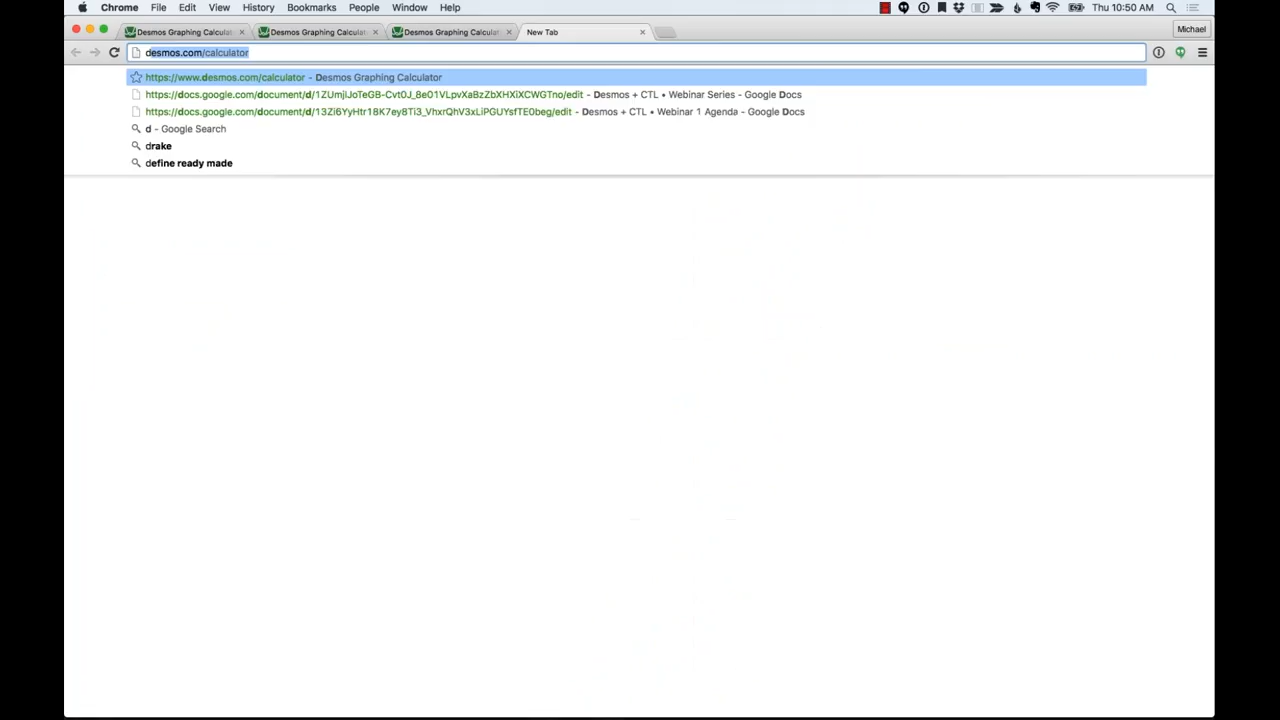 Chrome File Edit View History Bookmarks People Window Help Thu 10:50 AM
Desmos Graphing Calculat Desmos Graphing Calculat Desmos Graphing Calculat New Tab Michael
desmos.com/calculator
https://www.desmos.com/calculator - Desmos Graphing Calculator
https://docs.google.com/document/d/1ZUmjlJoTeGB-Cvt0J_8e01VLpvXaBzZbXHXiXCWGTno/edit - Desmos + CTL • Webinar Series - Google Docs
https://docs.google.com/document/d/13Zi6YyHtr18K7ey8Ti3_VhxrQhV3xLiPGUYsfTE0beg/edit - Desmos + CTL • Webinar 1 Agenda - Google Docs
d - Google Search
drake
define ready made